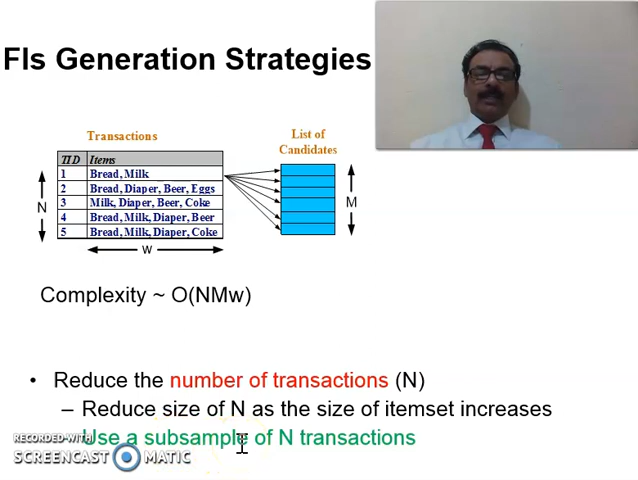 FIs Generation Strategies
Transactions
List of
Candidates
TID Items
1 Bread, Milk
2 Bread, Diaper, Beer, Eggs
3 Milk, Diaper, Beer, Coke
4 Bread, Milk, Diaper, Beer
5 Bread, Milk, Diaper, Coke
N
M
w
Complexity ~ O(NMw)
• Reduce the number of transactions (N)
– Reduce size of N as the size of itemset increases
Use a subsample of N transactions
RECORDED WITH
SCREENCAST MATIC